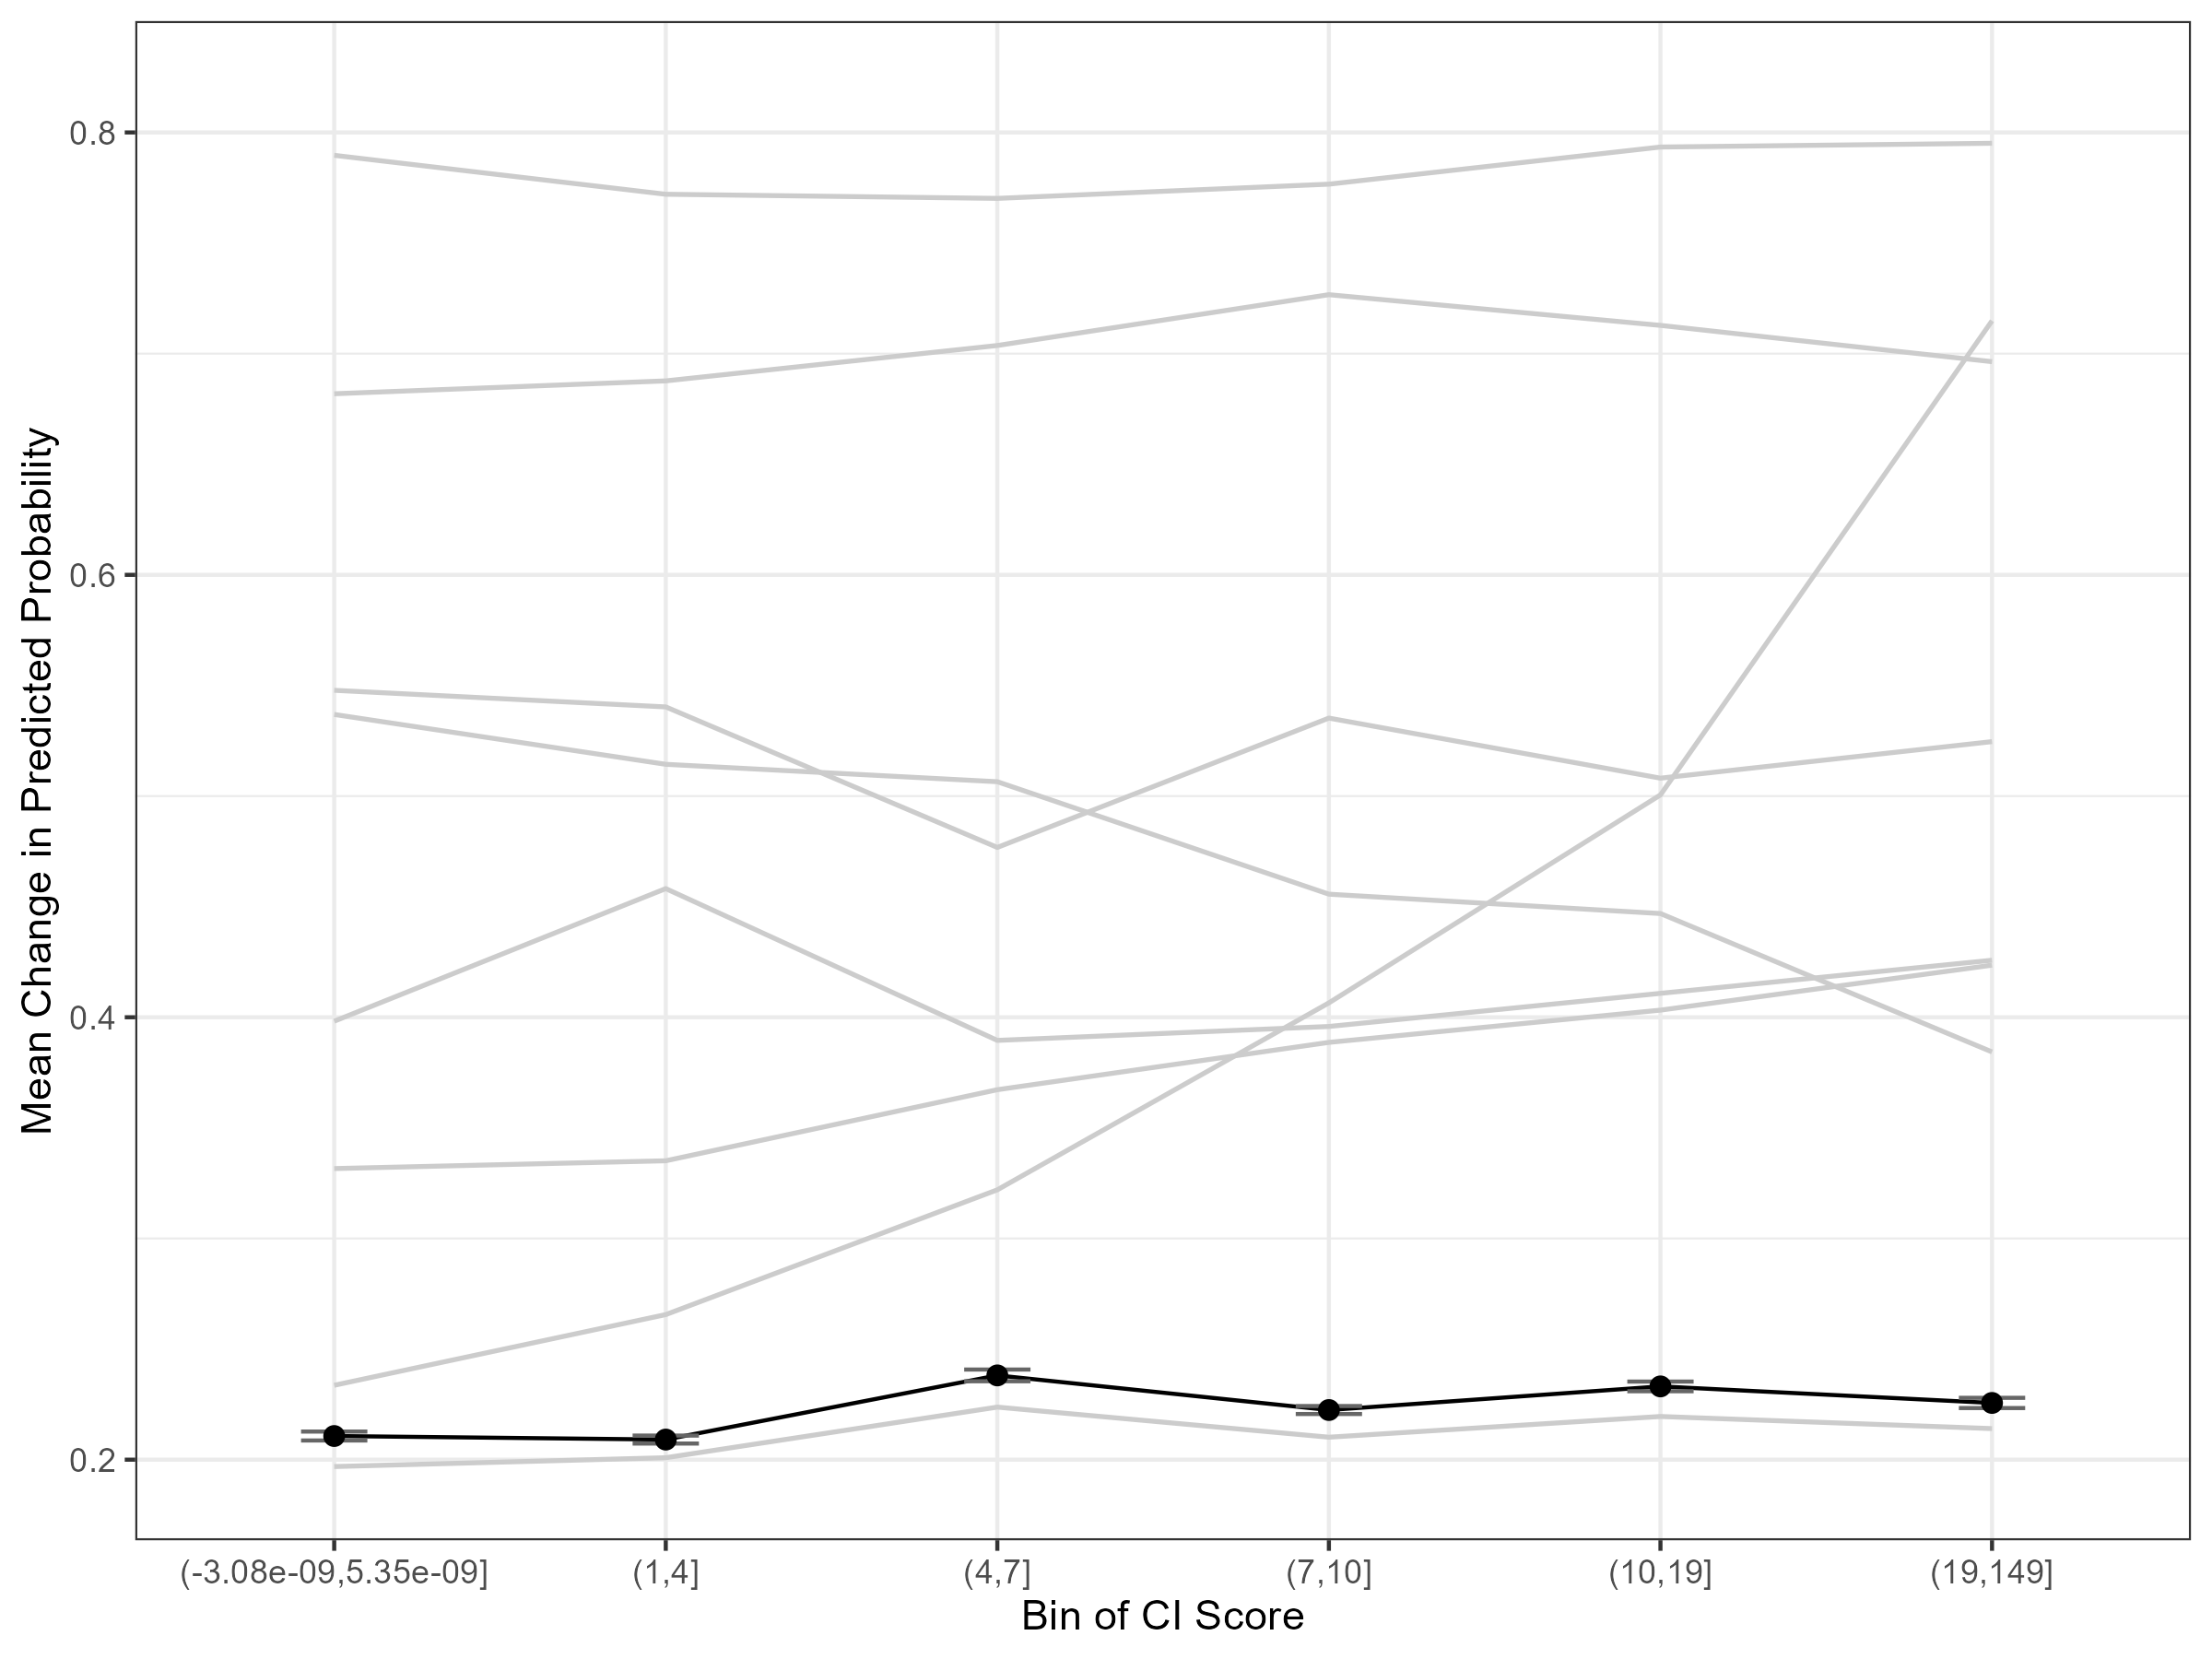 Mean Change in Predicted Probability
0.8
0.6
0.4
0.2
(-3.08e-09,5.35e-09] (1,4] (4,7] (7,10] (10,19] (19,149]
Bin of CI Score